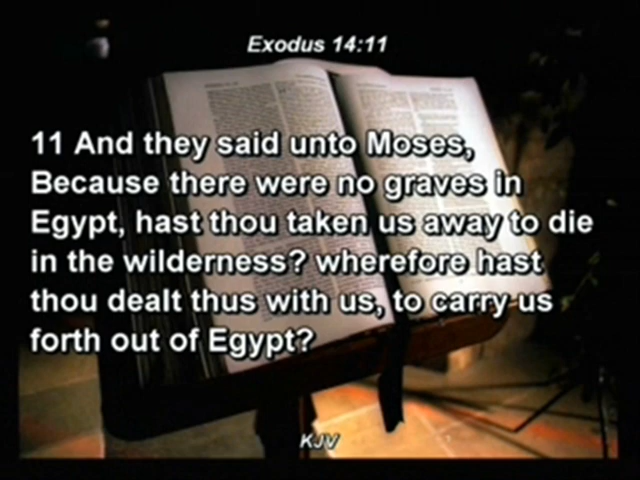 Exodus 14:11
11 And they said unto Moses,
Because there were no graves in
Egypt, hast thou taken us away to die
in the wilderness? wherefore hast
thou dealt thus with us, to carry us
forth out of Egypt?
KJV